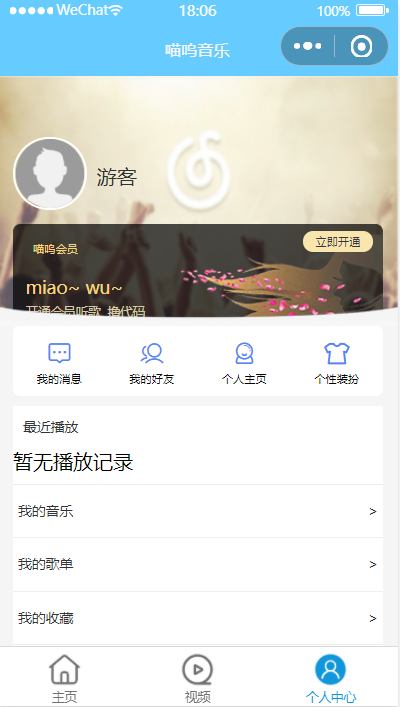 WeChat 18:06 100%
喵呜音乐
游客
喵呜会员 立即开通
miao~ wu~
开通会员听歌, 撸代码
我的消息 我的好友 个人主页 个性装扮
最近播放
暂无播放记录
我的音乐 >
我的歌单 >
我的收藏 >
主页 视频 个人中心